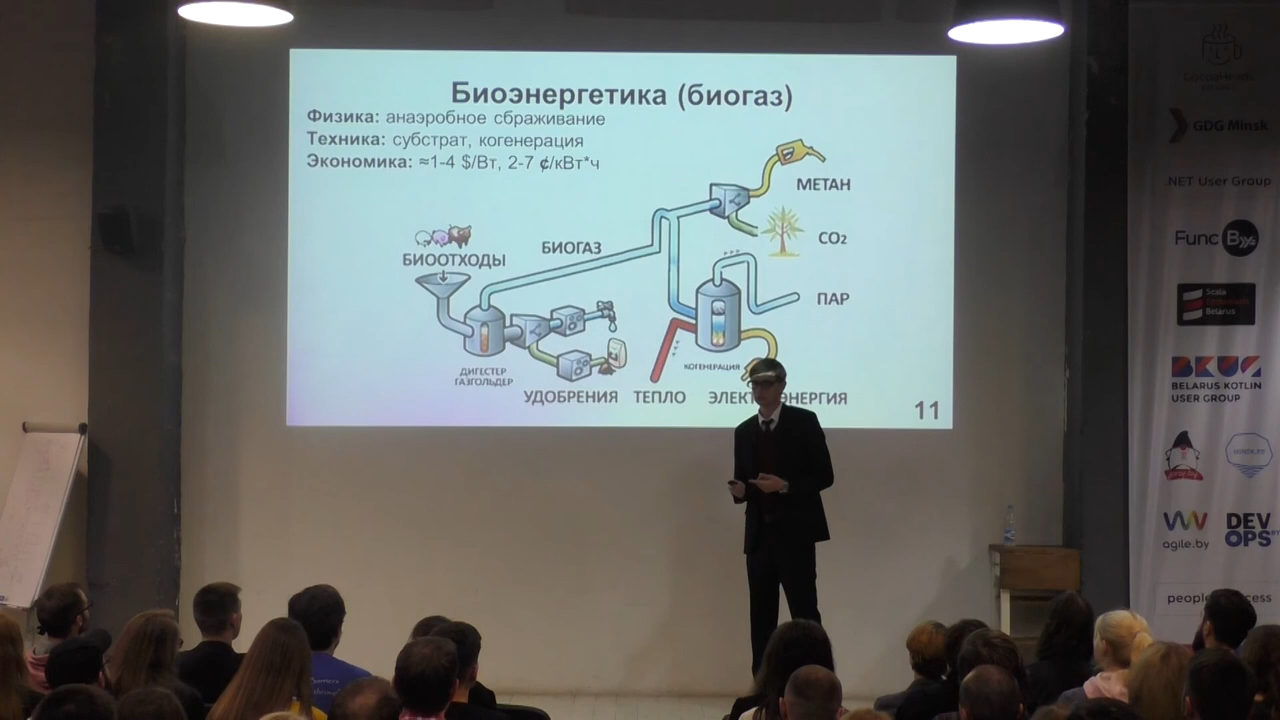 Биоэнергетика (биогаз)
Физика: анаэробное сбраживание
Техника: субстрат, когенерация
Экономика: ≈1-4 $/Вт, 2-7 ¢/кВт*ч
МЕТАН
CO₂
БИОГАЗ
БИООТХОДЫ
ПАР
КОГЕНЕРАЦИЯ
ДИГЕСТЕР
ГАЗГОЛЬДЕР
УДОБРЕНИЯ
ТЕПЛО
ЭЛЕКТ ЭНЕРГИЯ
11
GDG Minsk
.NET User Group
Func By
Scala
Belarus
BKUG
BELARUS KOTLIN
USER GROUP
agile.by
DEV
OPS